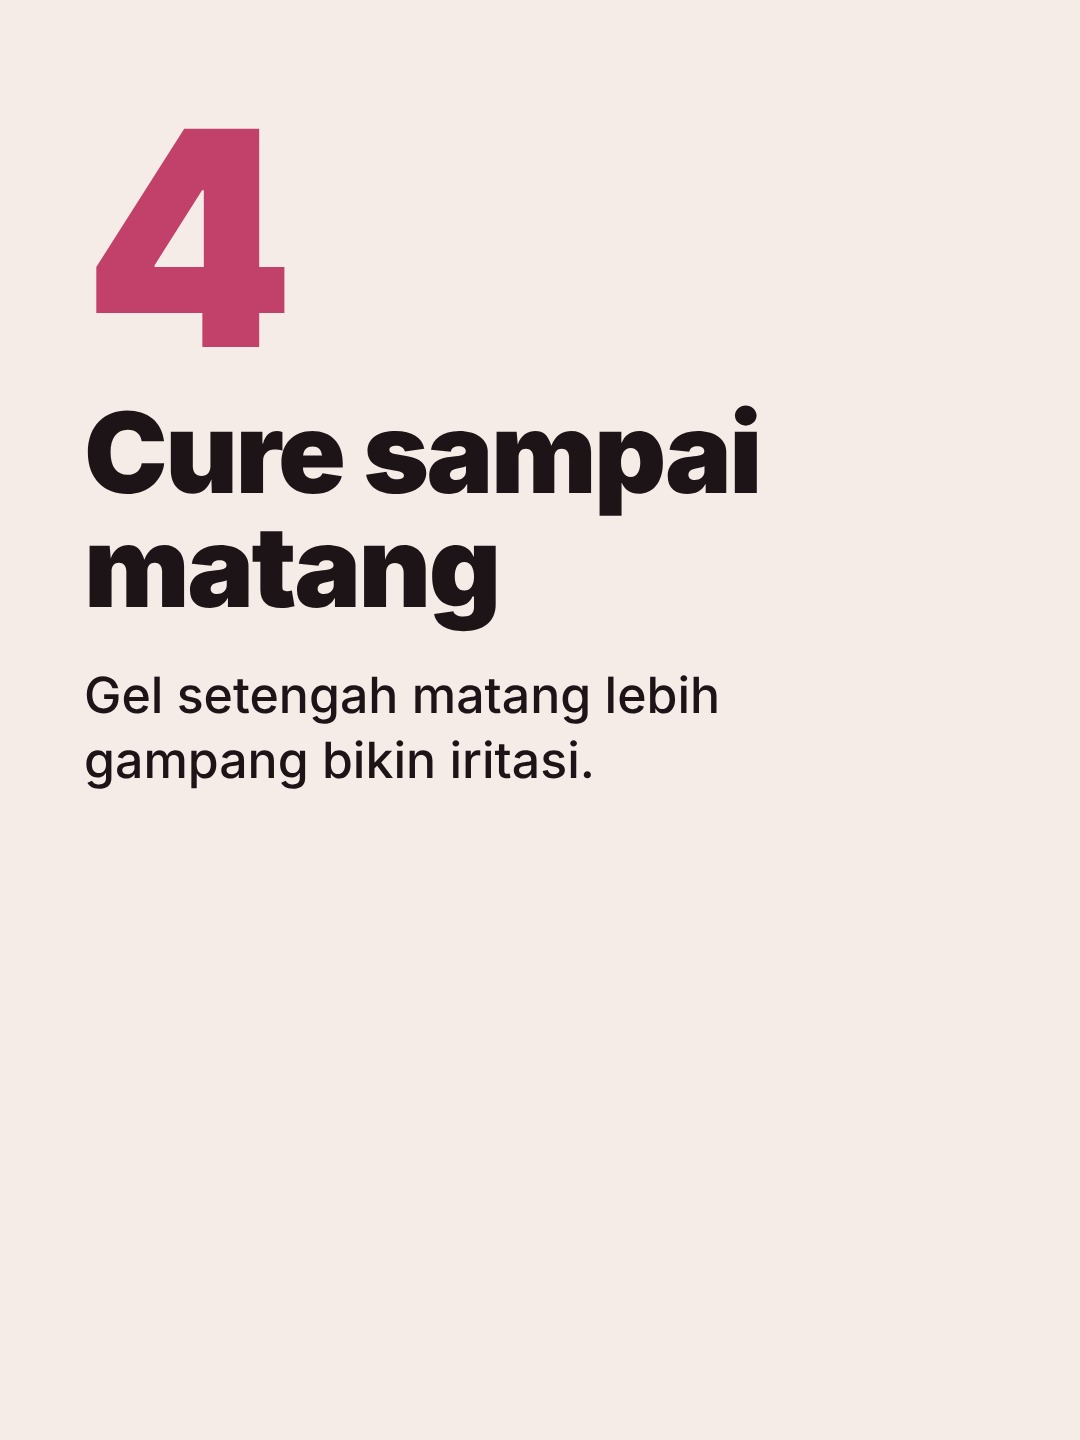 4
Cure sampai
matang
Gel setengah matang lebih
gampang bikin iritasi.